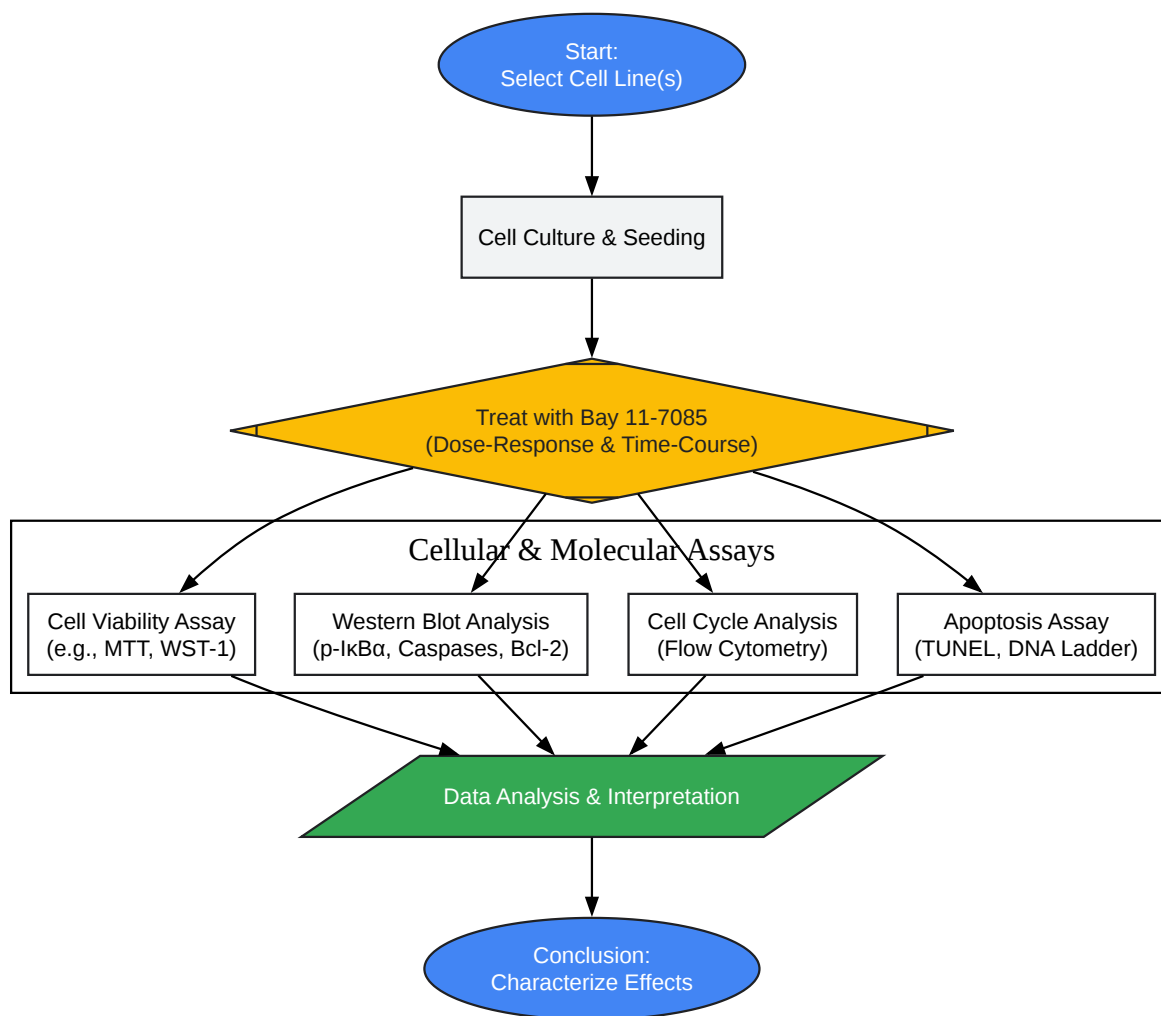 Start:
Select Cell Line(s)
Cell Culture & Seeding
Treat with Bay 11-7085
(Dose-Response & Time-Course)
Cellular & Molecular Assays
Cell Viability Assay
(e.g., MTT, WST-1)
Western Blot Analysis
(p-IκBα, Caspases, Bcl-2)
Cell Cycle Analysis
(Flow Cytometry)
Apoptosis Assay
(TUNEL, DNA Ladder)
Data Analysis & Interpretation
Conclusion:
Characterize Effects